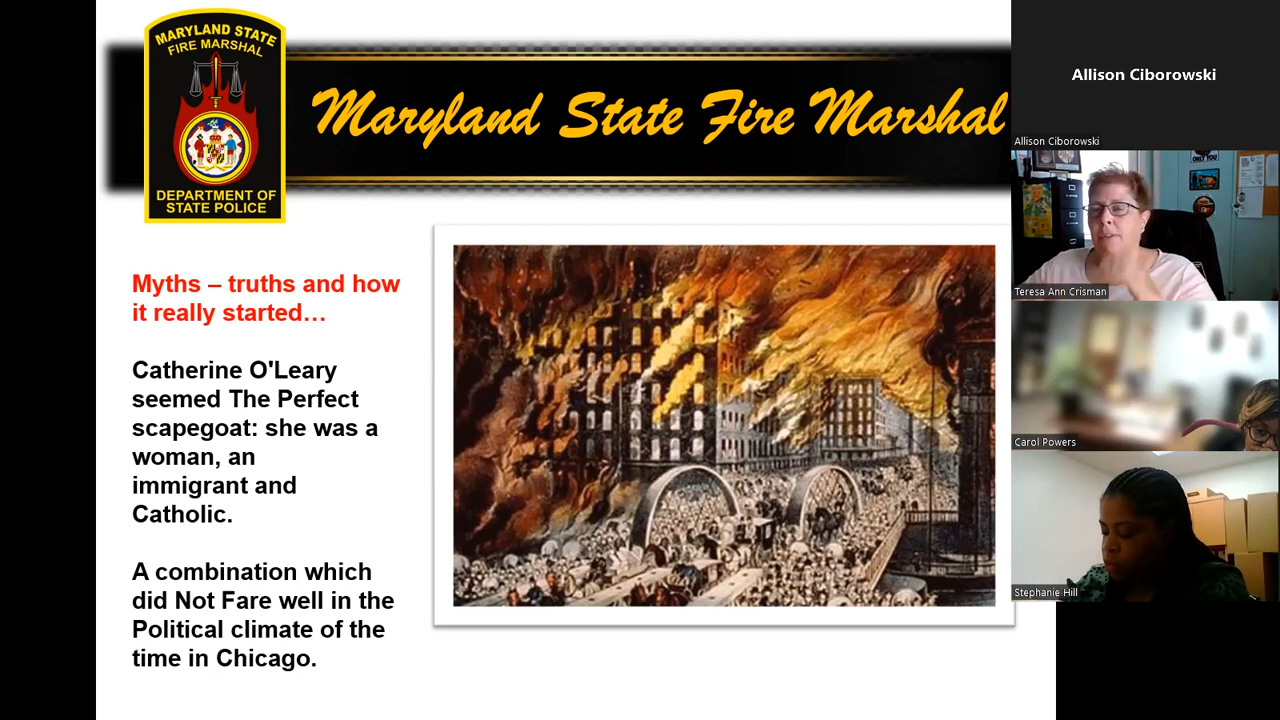 MARYLAND STATE
FIRE MARSHAL
DEPARTMENT OF
STATE POLICE
Maryland State Fire Marshal
Myths – truths and how
it really started…
Catherine O'Leary
seemed The Perfect
scapegoat: she was a
woman, an
immigrant and
Catholic.
A combination which
did Not Fare well in the
Political climate of the
time in Chicago.
Allison Ciborowski
Allison Ciborowski
ONLY YOU
Teresa Ann Crisman
Carol Powers
Stephanie Hill